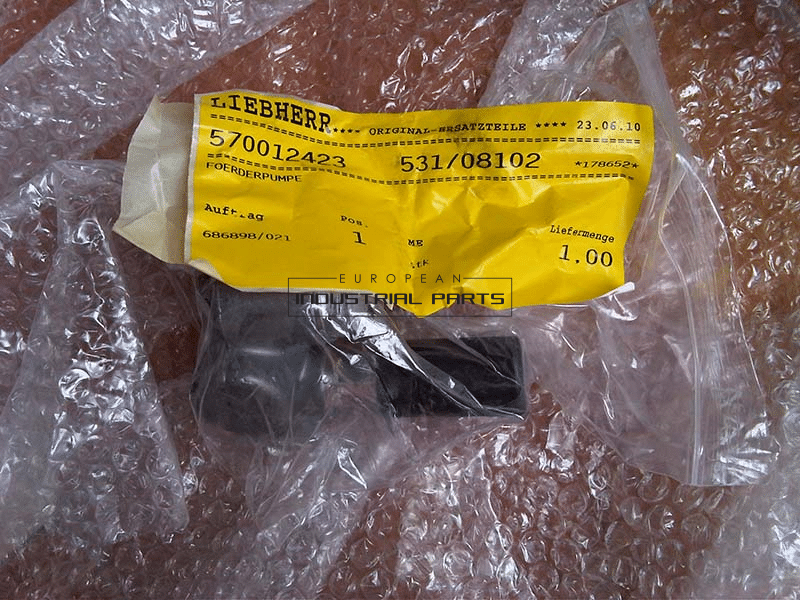 LIEBHERR**** ORIGINAL-ERSATZTEILE **** 23.06.10
570012423 531/08102 *178652*
FOERDERPUMPE
Auftrag Pos. ME Liefermenge
686898/021 1 Stk 1.00
EUROPEAN
INDUSTRIAL PARTS